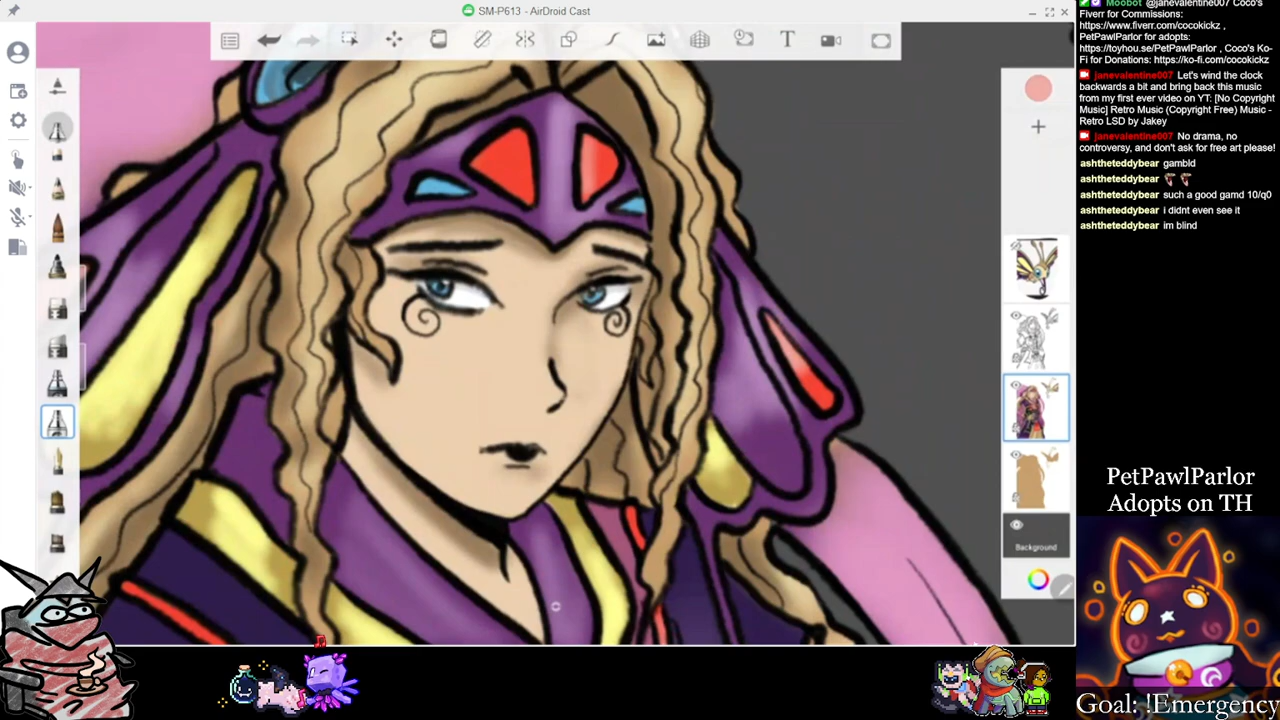 SM-P613 - AirDroid Cast
T
Background
Moobot @janevalentine007 Coco's
Fiverr for Commissions:
https://www.fiverr.com/cocokickz ,
PetPawlParlor for adopts:
https://toyhou.se/PetPawlParlor , Coco's Ko-
Fi for Donations: https://ko-fi.com/cocokickz
janevalentine007 Let's wind the clock
backwards a bit and bring back this music
from my first ever video on YT: [No Copyright
Music] Retro Music (Copyright Free) Music -
Retro LSD by Jakey
janevalentine007 No drama, no
controversy, and don't ask for free art please!
ashtheteddybear gambld
ashtheteddybear
ashtheteddybear such a good gamd 10/q0
ashtheteddybear i didnt even see it
ashtheteddybear im blind
PetPawlParlor
Adopts on TH
Goal: !Emergency